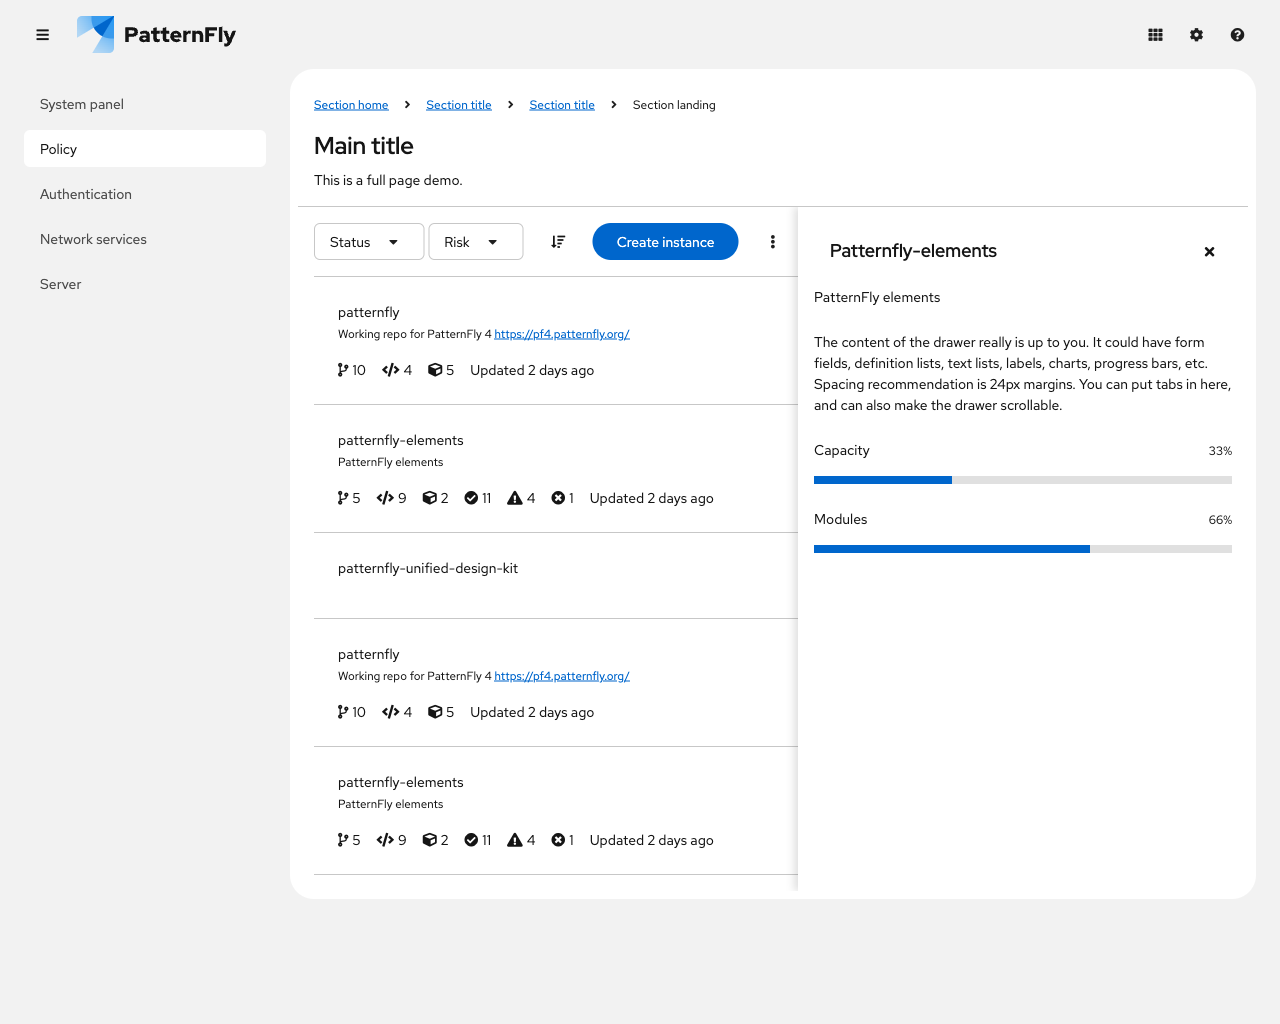 PatternFly
System panel
Policy
Authentication
Network services
Server
Section home
Section title
Section title
Section landing
Main title
This is a full page demo.
Status
Risk
Create instance
patternfly
Working repo for PatternFly 4 https://pf4.patternfly.org/
10 4 5 Updated 2 days ago
patternfly-elements
PatternFly elements
5 9 2 11 4 1 Updated 2 days ago
patternfly-unified-design-kit
patternfly
Working repo for PatternFly 4 https://pf4.patternfly.org/
10 4 5 Updated 2 days ago
patternfly-elements
PatternFly elements
5 9 2 11 4 1 Updated 2 days ago
Patternfly-elements
PatternFly elements
The content of the drawer really is up to you. It could have form
fields, definition lists, text lists, labels, charts, progress bars, etc.
Spacing recommendation is 24px margins. You can put tabs in here,
and can also make the drawer scrollable.
Capacity 33%
Modules 66%